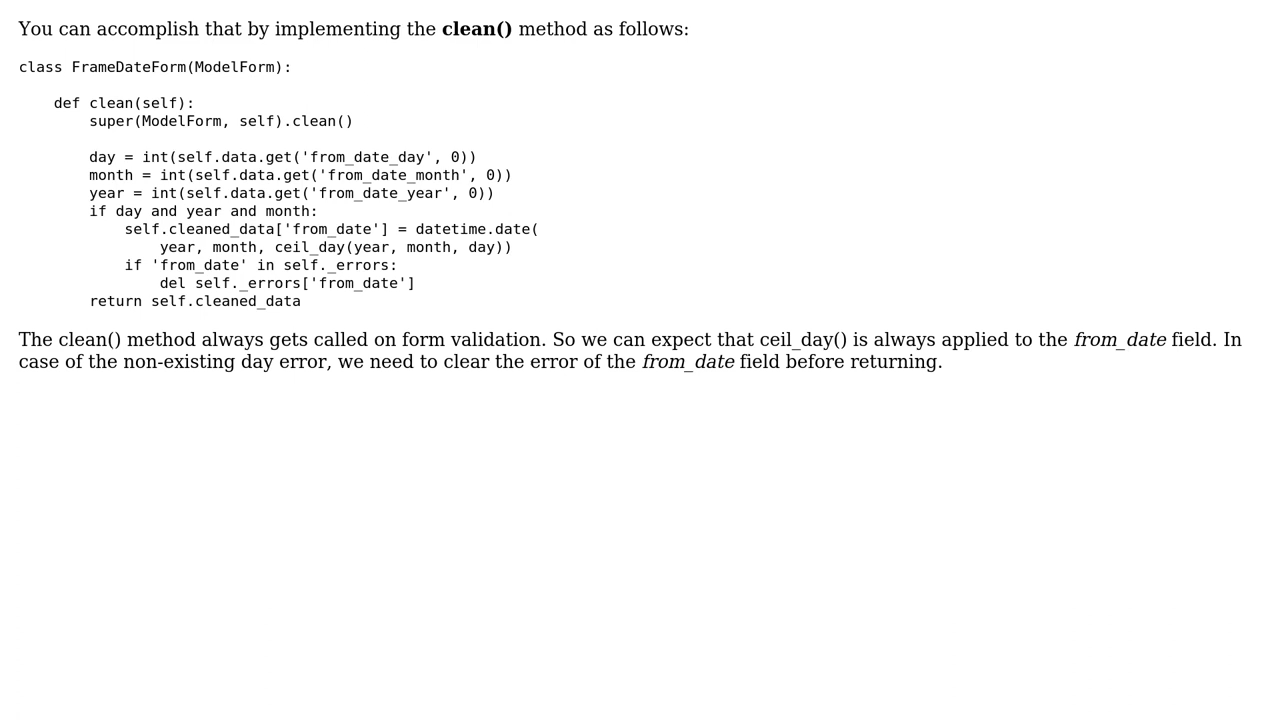 You can accomplish that by implementing the clean() method as follows:
class FrameDateForm(ModelForm):
    def clean(self):
        super(ModelForm, self).clean()
        day = int(self.data.get('from_date_day', 0))
        month = int(self.data.get('from_date_month', 0))
        year = int(self.data.get('from_date_year', 0))
        if day and year and month:
            self.cleaned_data['from_date'] = datetime.date(
                year, month, ceil_day(year, month, day))
            if 'from_date' in self._errors:
                del self._errors['from_date']
        return self.cleaned_data
The clean() method always gets called on form validation. So we can expect that ceil_day() is always applied to the from_date field. In
case of the non-existing day error, we need to clear the error of the from_date field before returning.